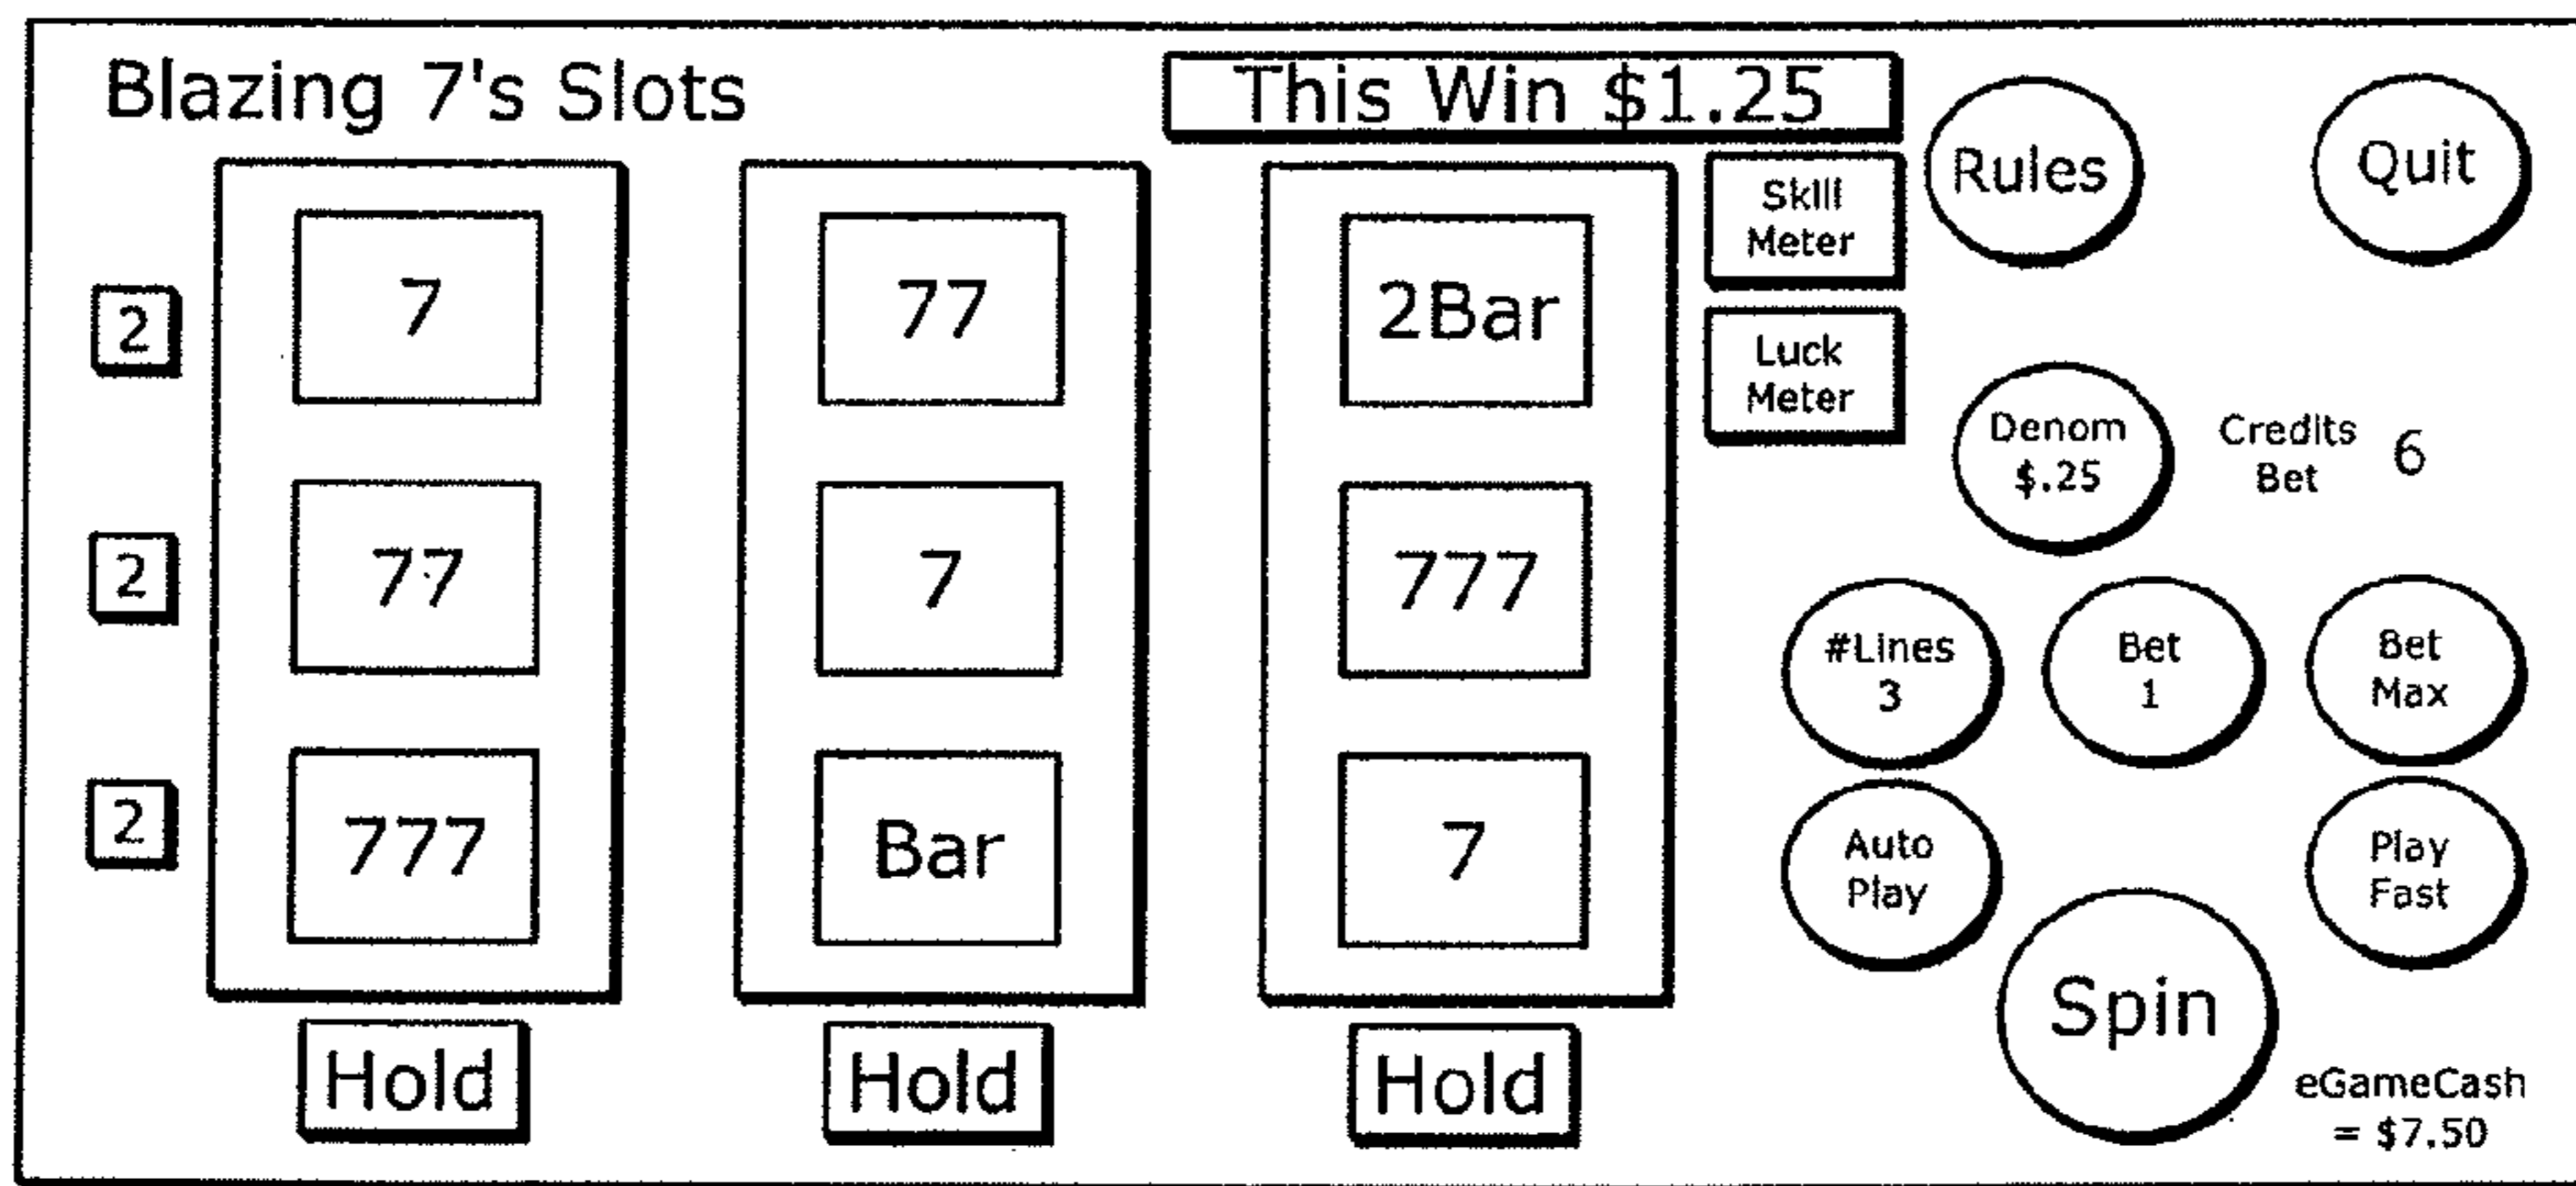 Blazing 7's Slots
This Win $1.25
Rules
Quit
Skill
Meter
Luck
Meter
2
7
77
2Bar
Denom
$.25
Credits
Bet
6
2
77
7
777
#Lines
3
Bet
1
Bet
Max
2
777
Bar
7
Auto
Play
Play
Fast
Spin
Hold
Hold
Hold
eGameCash
= $7.50